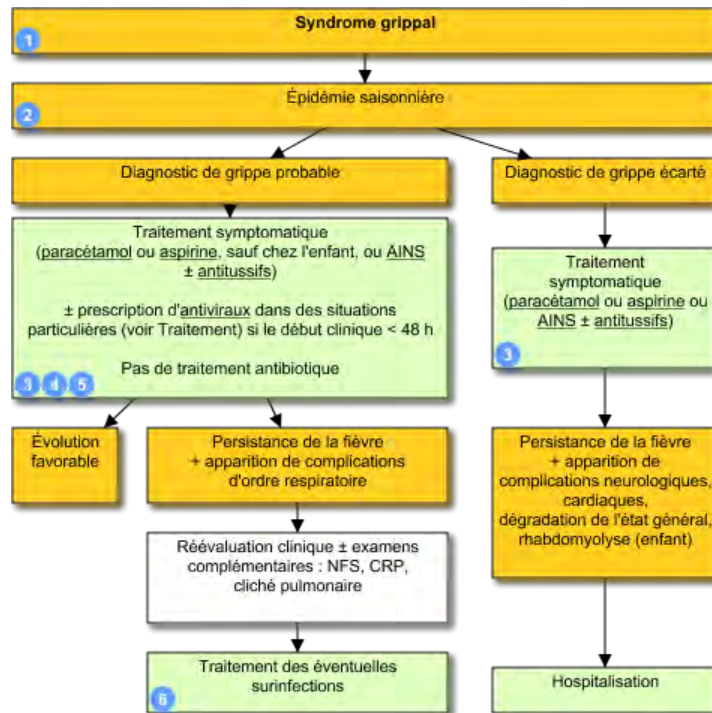 Syndrome grippal
1
Épidémie saisonnière
2
Diagnostic de grippe probable
Diagnostic de grippe écarté
Traitement symptomatique
(paracétamol ou aspirine, sauf chez l'enfant, ou AINS
± antitussifs)
± prescription d'antiviraux dans des situations
particulières (voir Traitement) si le début clinique < 48 h
Pas de traitement antibiotique
3 4 5
Traitement
symptomatique
(paracétamol ou aspirine ou
AINS ± antitussifs)
3
Évolution
favorable
Persistance de la fièvre
+ apparition de complications
d'ordre respiratoire
Persistance de la fièvre
+ apparition de
complications neurologiques,
cardiaques,
dégradation de l'état général,
rhabdomyolyse (enfant)
Réévaluation clinique ± examens
complémentaires : NFS, CRP,
cliché pulmonaire
Traitement des éventuelles
surinfections
6
Hospitalisation